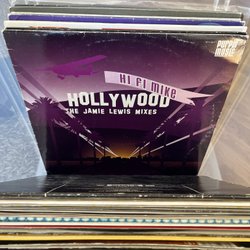 HI FI MIKE
HOLLYWOOD
THE JAMIE LEWIS MIXES